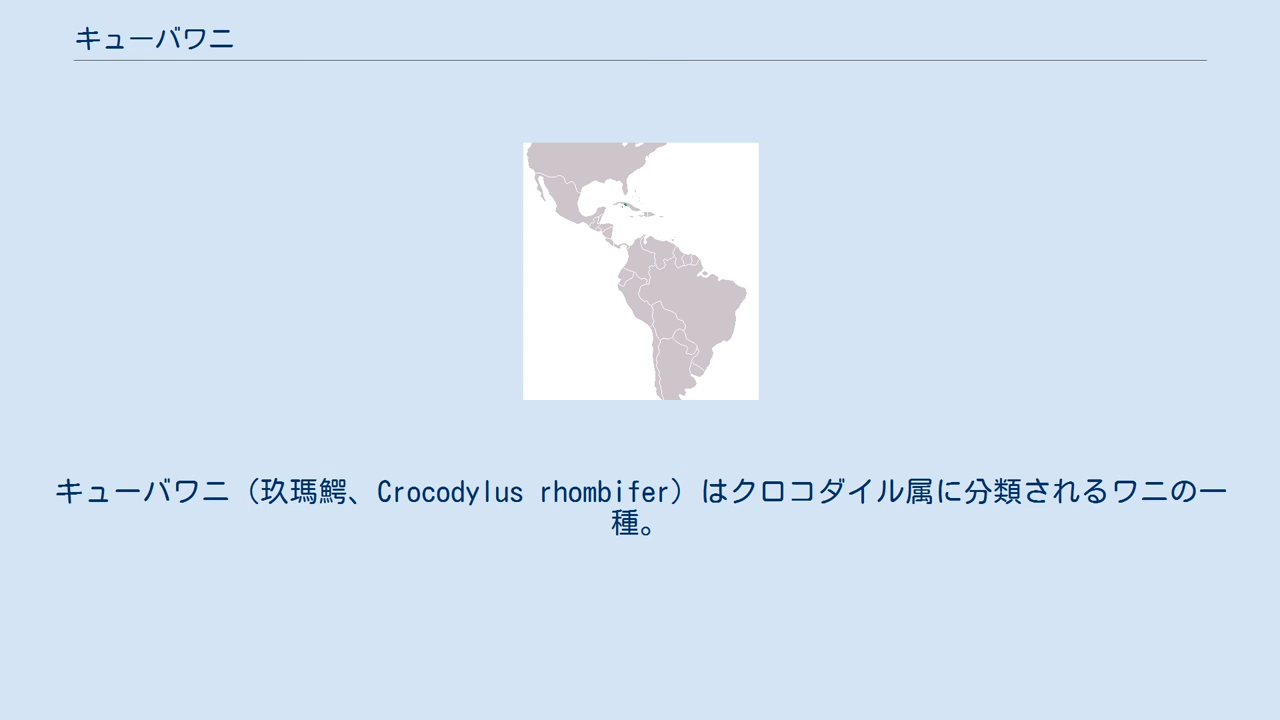 キューバワニ
キューバワニ（玖瑪鰐、Crocodylus rhombifer）はクロコダイル属に分類されるワニの一
種。